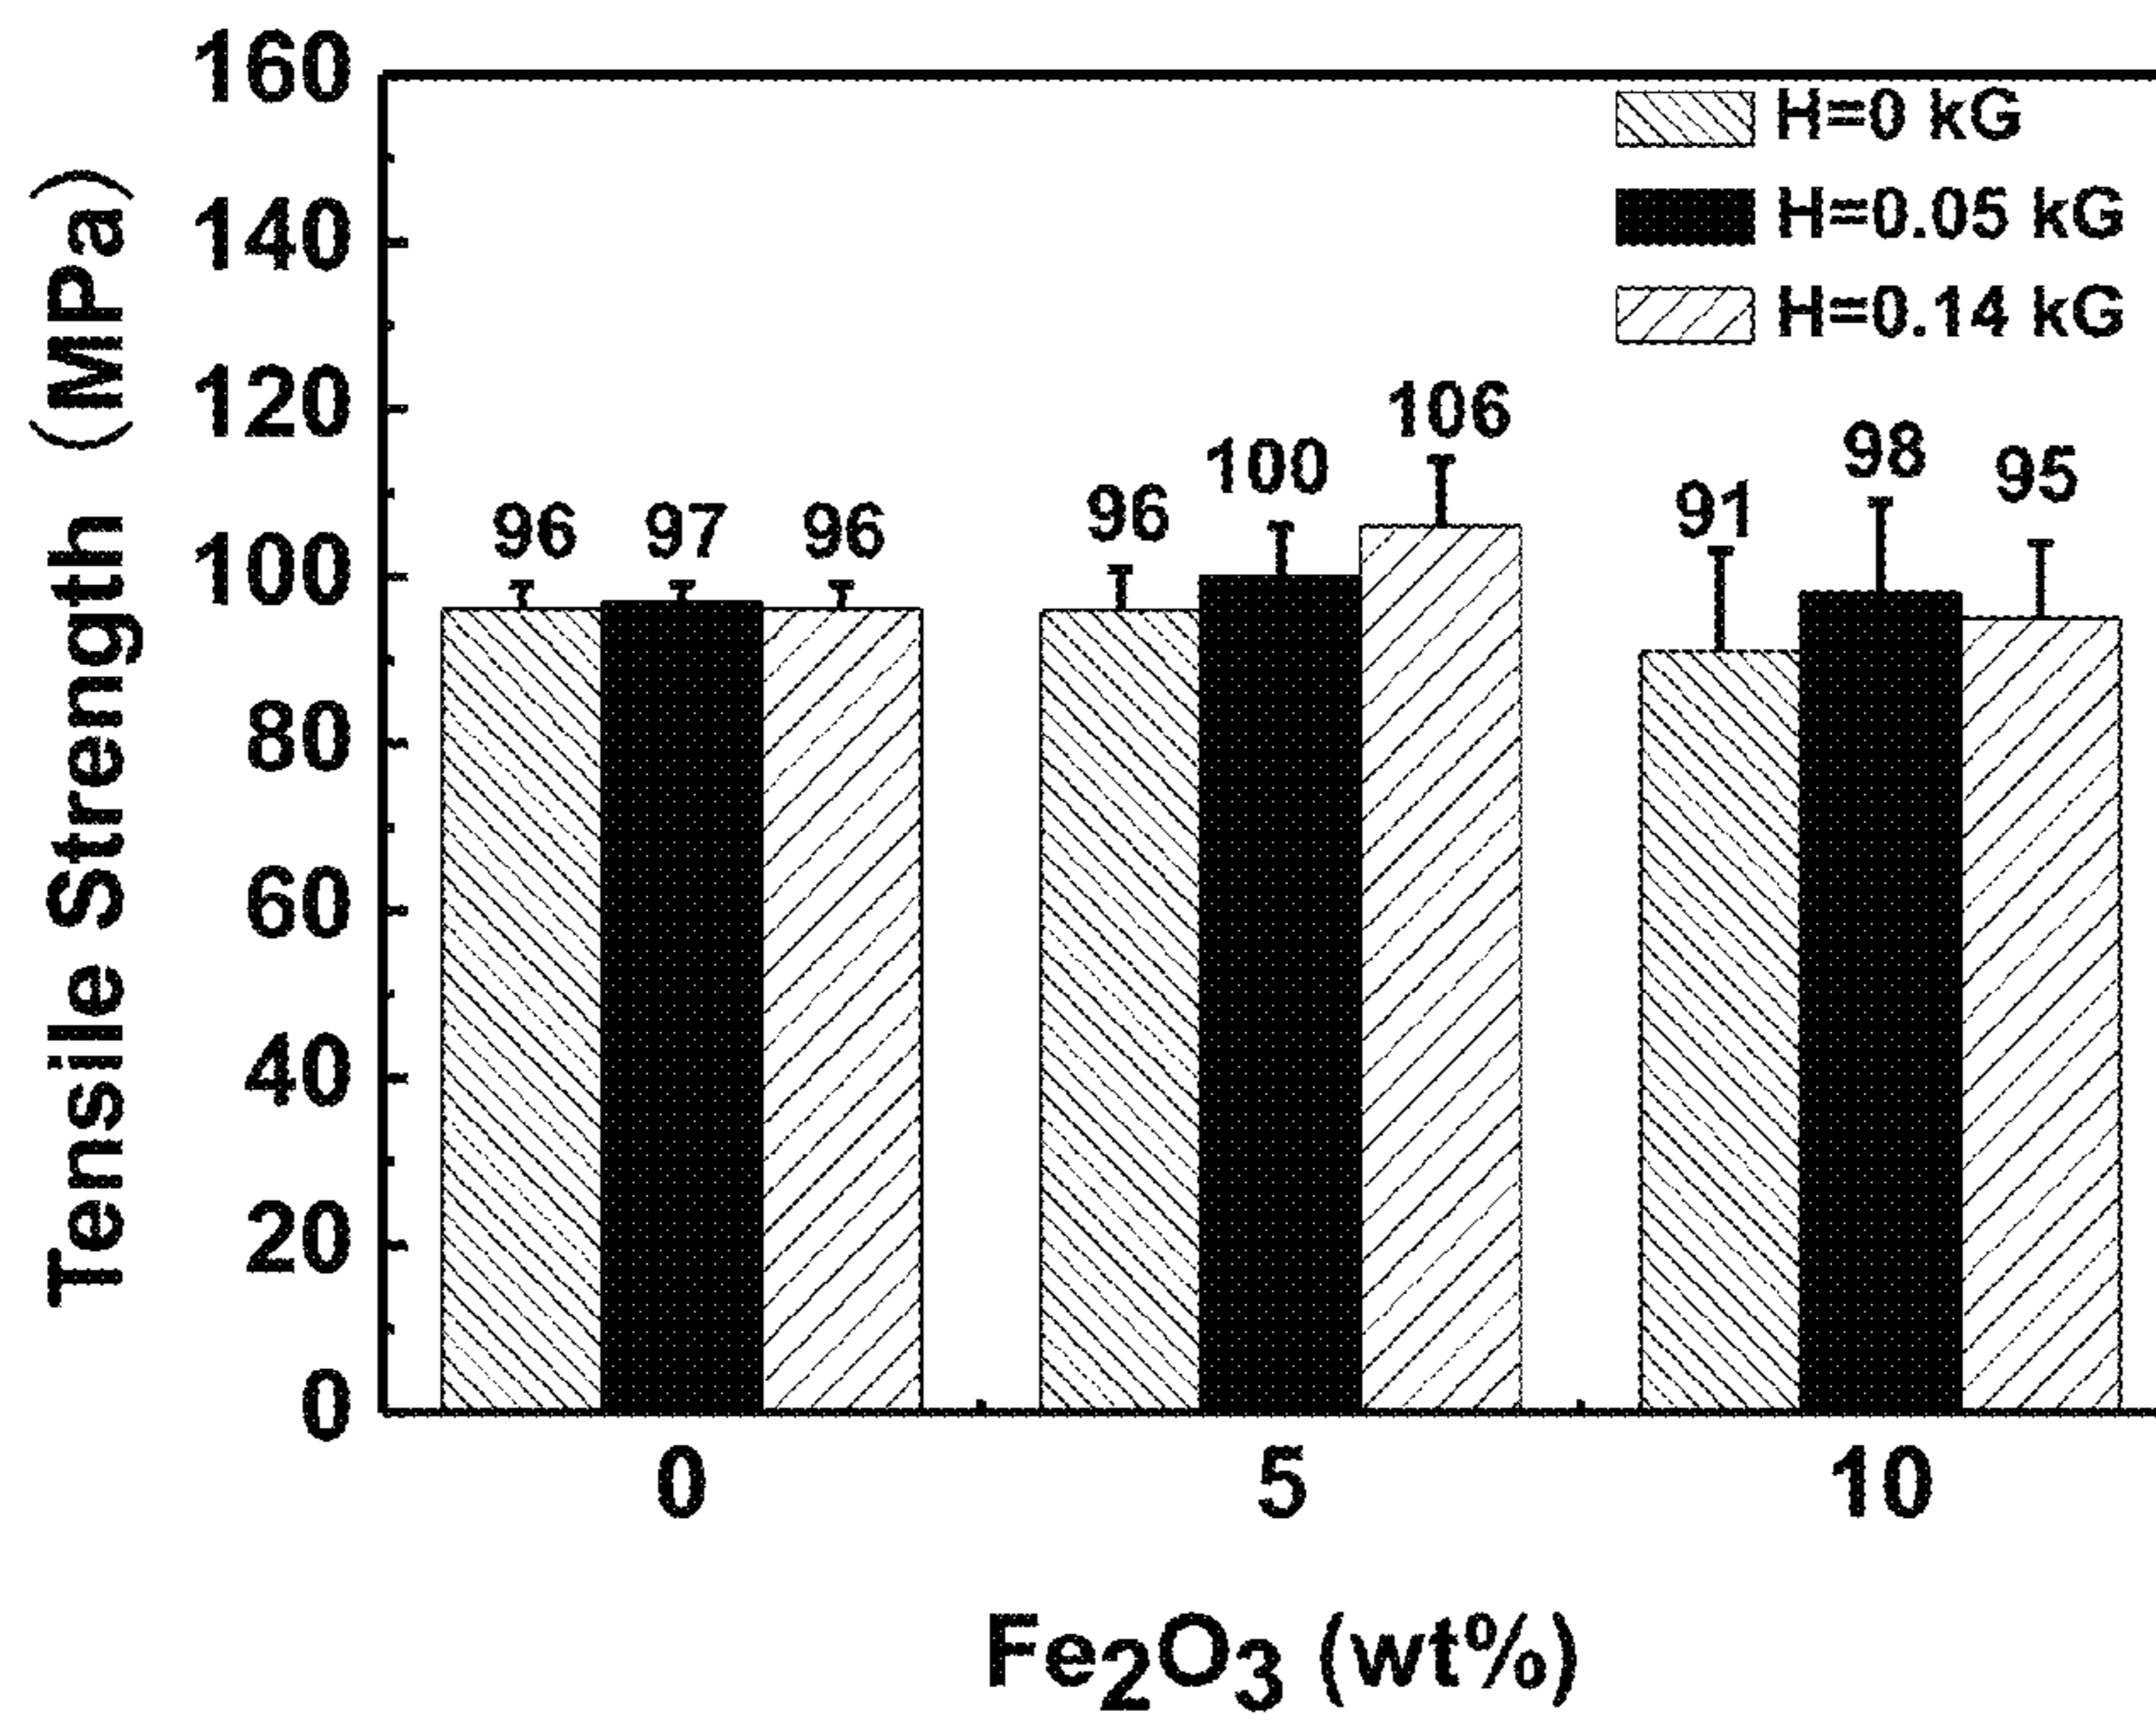 Tensile Strength (MPa)
160
140
120
100
80
60
40
20
0
H=0 kG
H=0.05 kG
H=0.14 kG
96 97 96
96 100 106
91 98 95
0 5 10
Fe2O3 (wt%)